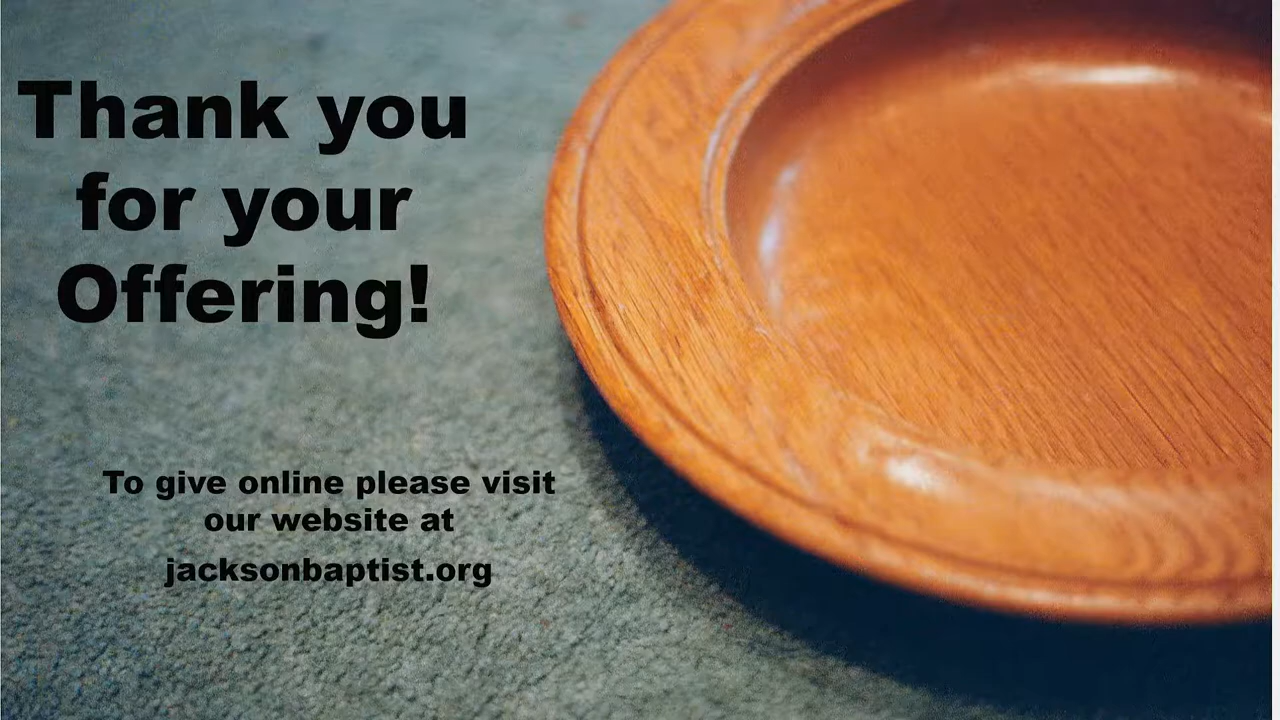 Thank you
for your
Offering!
To give online please visit
our website at
jacksonbaptist.org